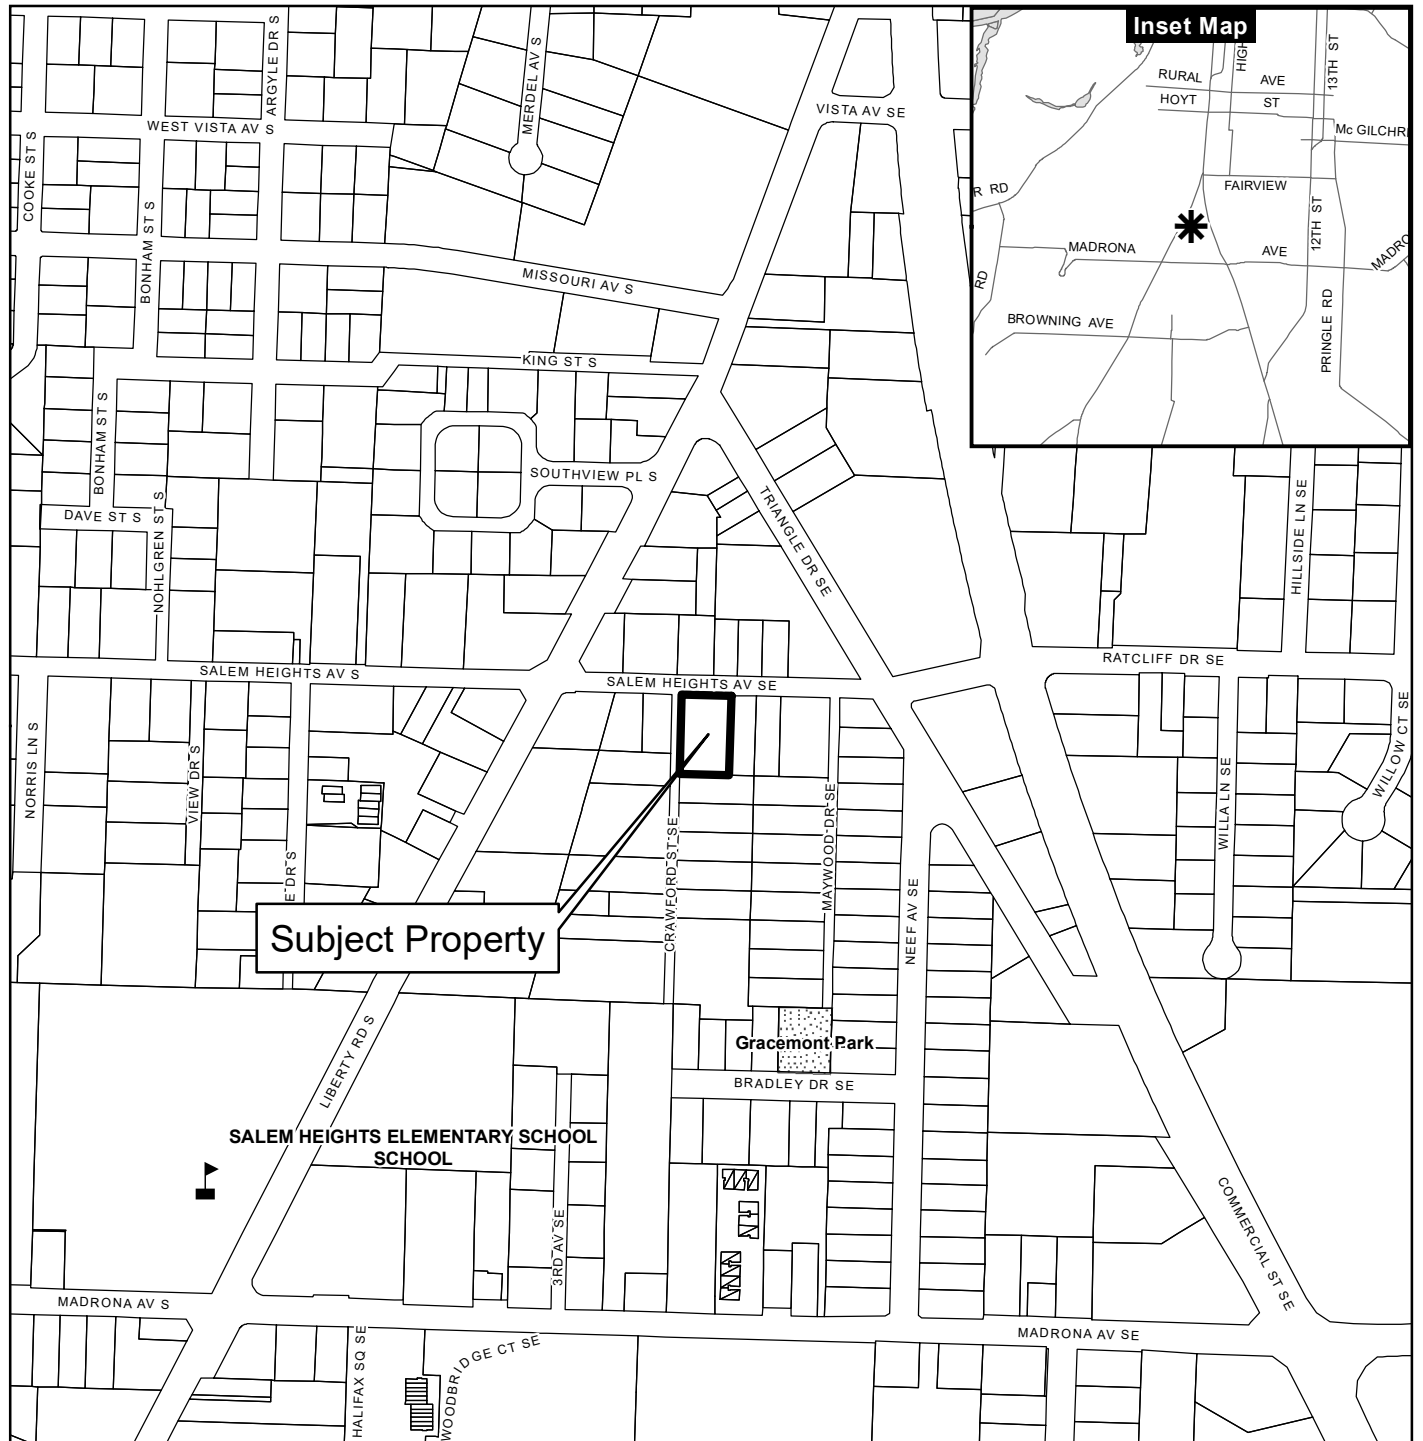 Inset Map
RURAL AVE
HOYT ST
HIGH
13TH ST
Mc GILCHRI
R RD
FAIRVIEW
12TH ST
MADRONA AVE
MADRO
RD
BROWNING AVE
PRINGLE RD
ARGYLE DR S
MERDEL AV S
VISTA AV SE
WEST VISTA AV S
COOKE ST S
BONHAM ST S
MISSOURI AV S
KING ST S
BONHAM ST S
SOUTHVIEW PL S
DAVE ST S
NOHLGREN ST S
TRIANGLE DR SE
HILLSIDE LN SE
SALEM HEIGHTS AV S
SALEM HEIGHTS AV SE
RATCLIFF DR SE
NORRIS LN S
VIEW DR S
E DR S
CRAWFORD ST SE
MAYWOOD DR SE
NEEF AV SE
WILLA LN SE
WILLOW CT SE
Subject Property
LIBERTY RD S
Gracemont Park
BRADLEY DR SE
SALEM HEIGHTS ELEMENTARY SCHOOL
SCHOOL
3RD AV SE
COMMERCIAL ST SE
MADRONA AV S
MADRONA AV SE
HALIFAX SQ SE
WOODBRIDGE CT SE